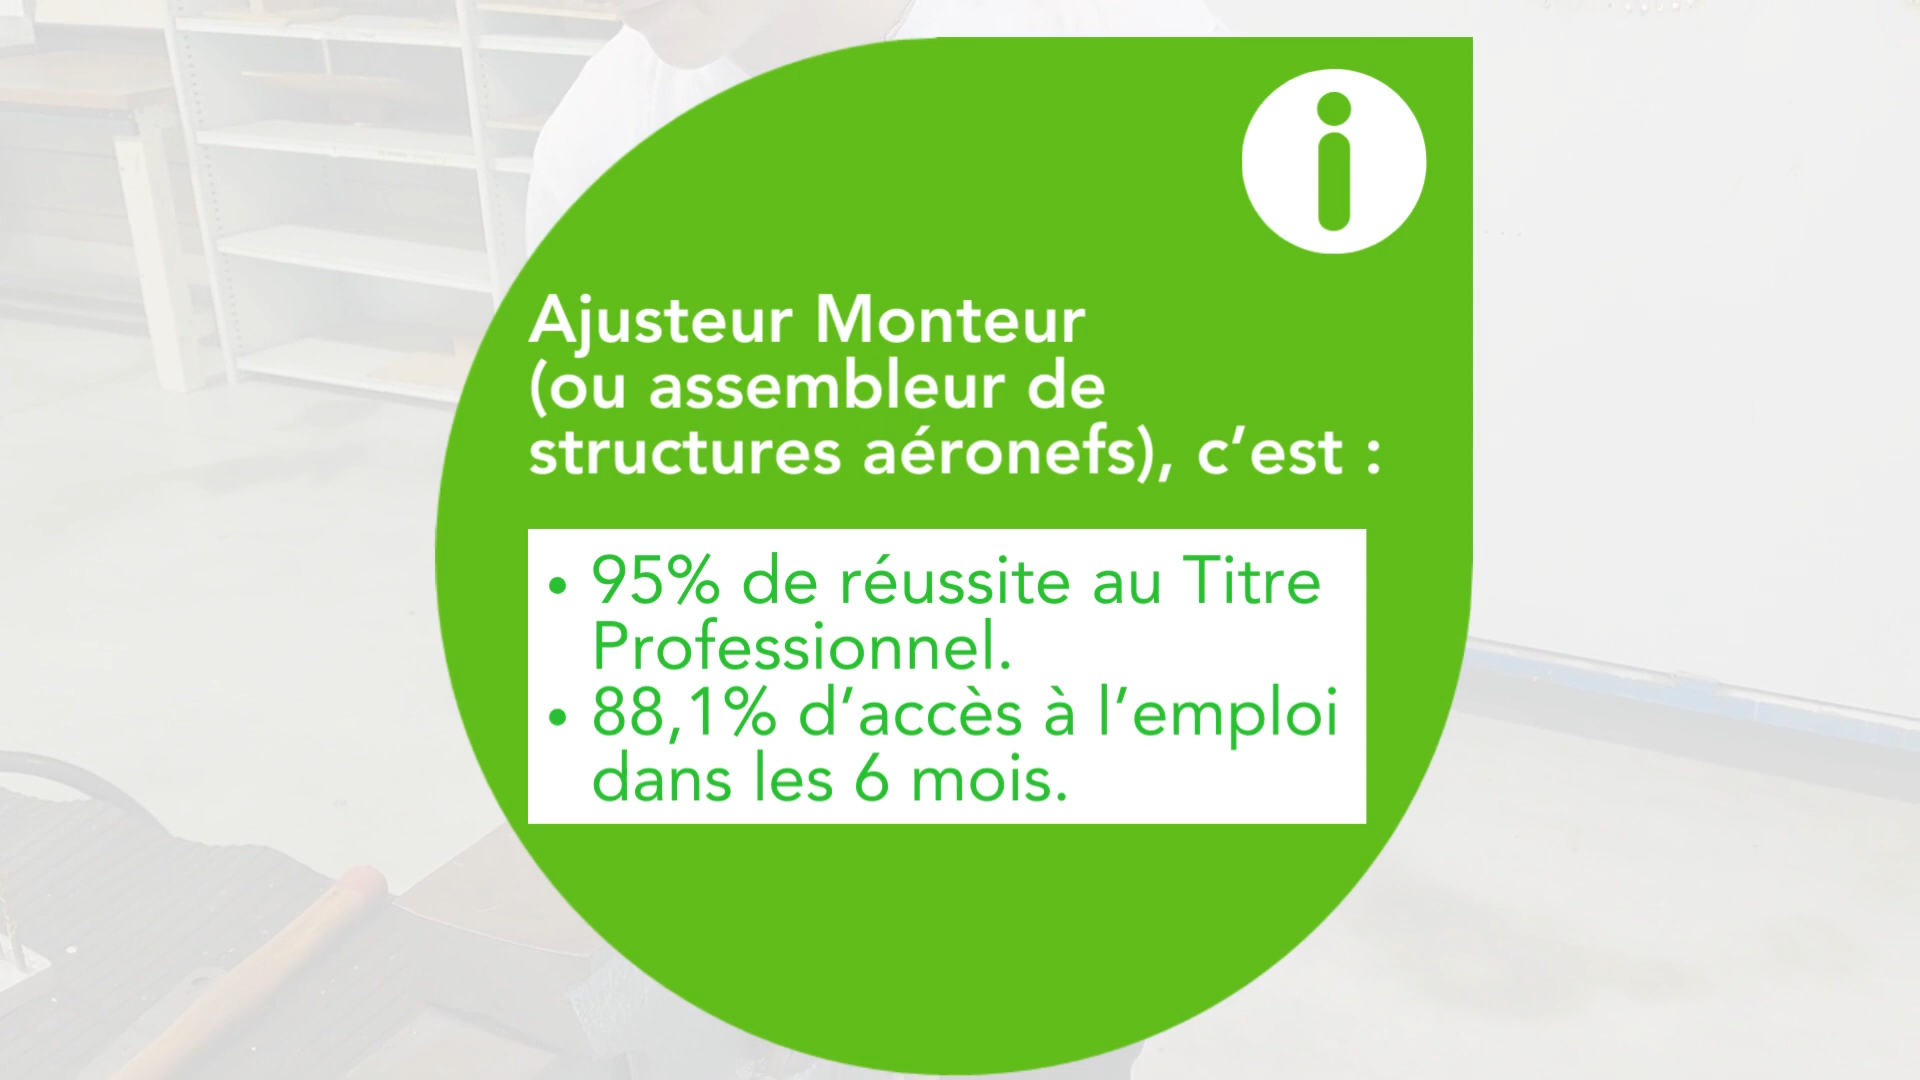 Ajusteur Monteur
(ou assembleur de
structures aéronefs), c’est :
• 95% de réussite au Titre
Professionnel.
• 88,1% d’accès à l’emploi
dans les 6 mois.